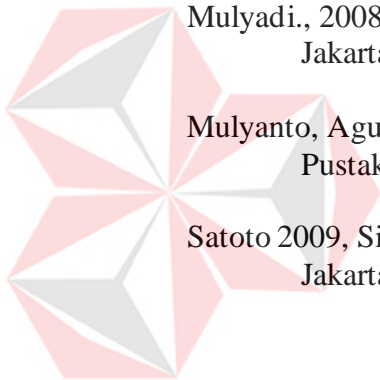 Mulyadi., 2008
Jakarta
Mulyanto, Agu
Pustak
Satoto 2009, Si
Jakarta